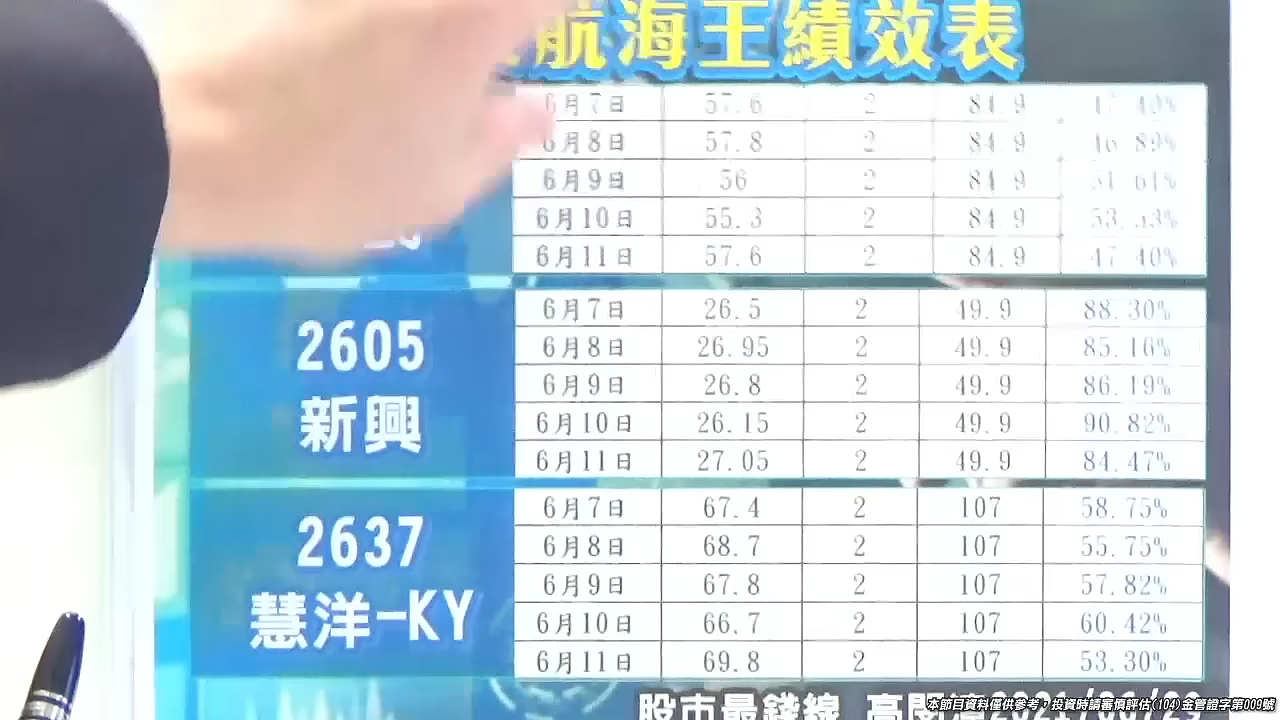 航海王績效表
6月7日 57.6 2 84.9 47.40%
6月8日 57.8 2 84.9 46.89%
6月9日 56 2 84.9 51.61%
6月10日 55.3 2 84.9 53.53%
6月11日 57.6 2 84.9 47.40%
2605
新興
6月7日 26.5 2 49.9 88.30%
6月8日 26.95 2 49.9 85.16%
6月9日 26.8 2 49.9 86.19%
6月10日 26.15 2 49.9 90.82%
6月11日 27.05 2 49.9 84.47%
2637
慧洋-KY
6月7日 67.4 2 107 58.75%
6月8日 68.7 2 107 55.75%
6月9日 67.8 2 107 57.82%
6月10日 66.7 2 107 60.42%
6月11日 69.8 2 107 53.30%
股市最錢線
本節目資料僅供參考，投資時請審慎評估(104)金管證字第009號